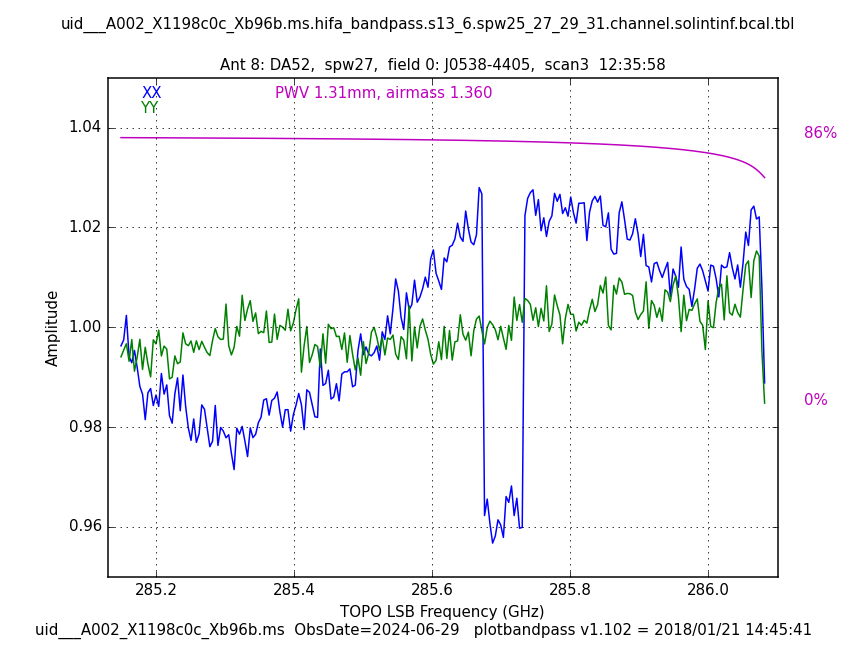 uid___A002_X1198c0c_Xb96b.ms.hifa_bandpass.s13_6.spw25_27_29_31.channel.solintinf.bcal.tbl
Ant 8: DA52,  spw27,  field 0: J0538-4405,  scan3  12:35:58
XX
YY
PWV 1.31mm, airmass 1.360
86%
0%
1.04
1.02
1.00
0.98
0.96
Amplitude
285.2 285.4 285.6 285.8 286.0
TOPO LSB Frequency (GHz)
uid___A002_X1198c0c_Xb96b.ms  ObsDate=2024-06-29   plotbandpass v1.102 = 2018/01/21 14:45:41